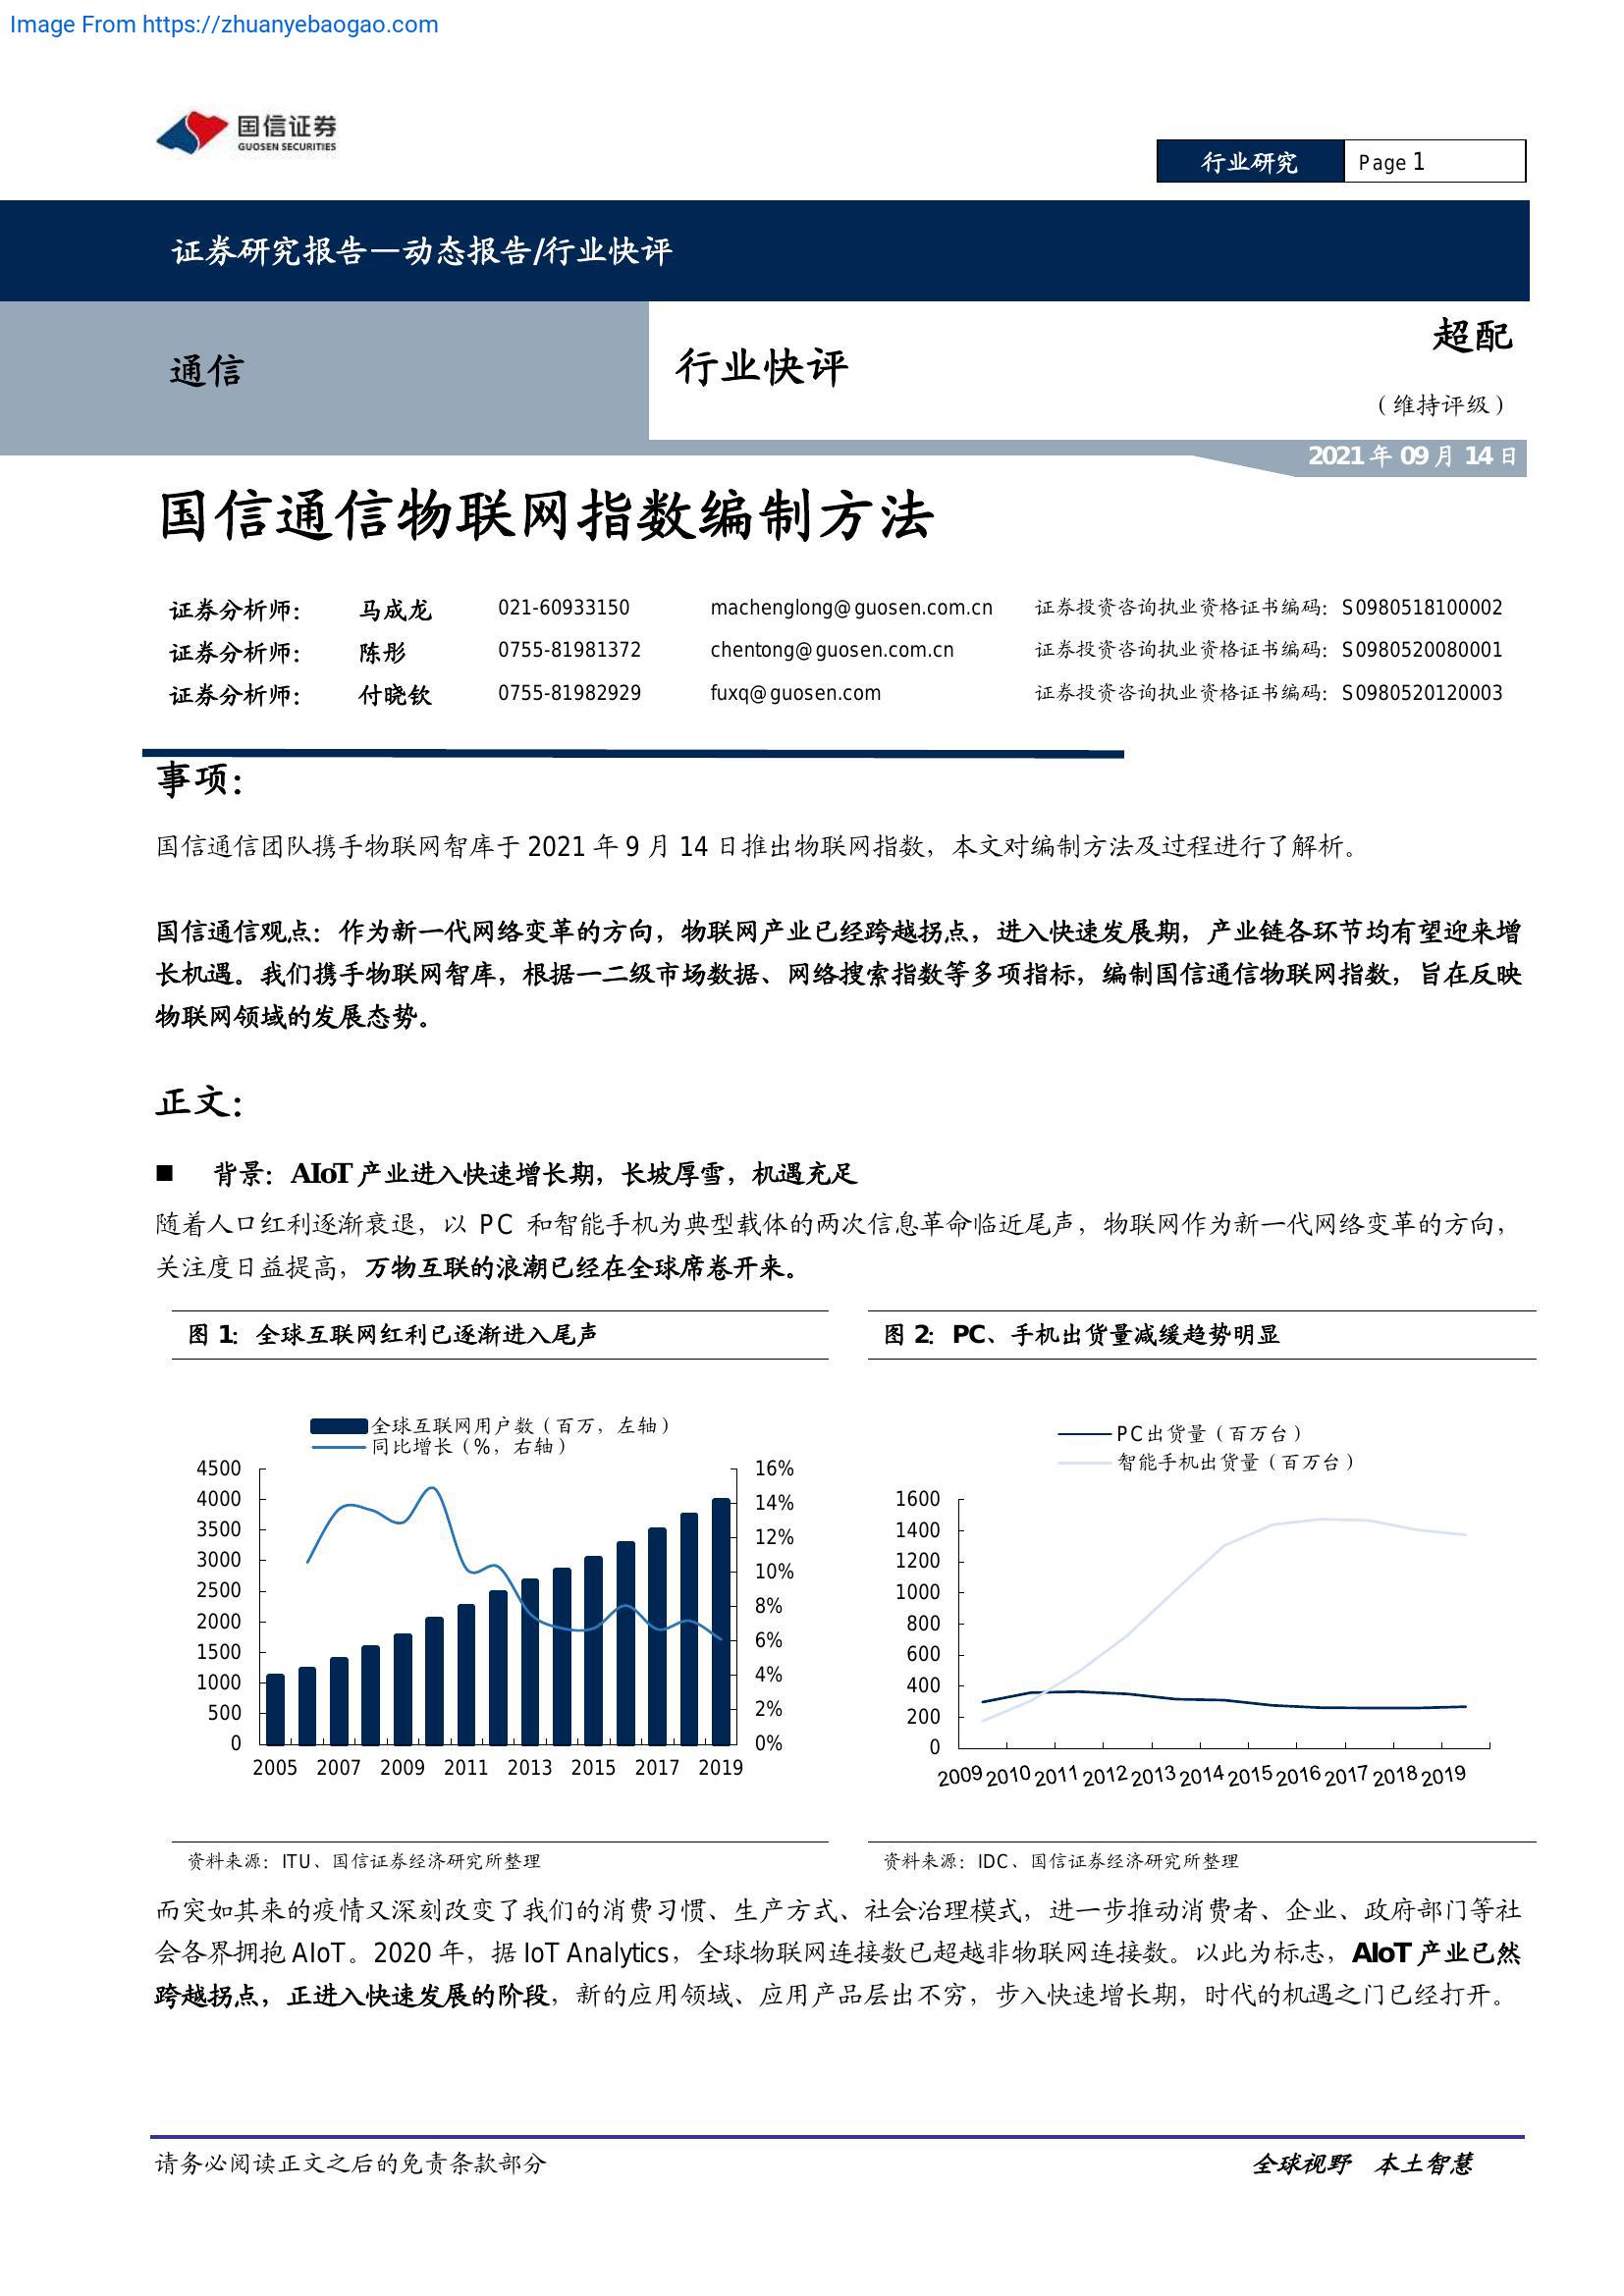 Image From https://zhuanyebaogao.com
国信证券
GUOSEN SECURITIES
行业研究 Page 1
证券研究报告—动态报告/行业快评
通信
行业快评
超配
（维持评级）
2021 年 09 月 14 日
国信通信物联网指数编制方法
证券分析师： 马成龙 021-60933150 machenglong@guosen.com.cn 证券投资咨询执业资格证书编码：S0980518100002
证券分析师： 陈彤 0755-81981372 chentong@guosen.com.cn 证券投资咨询执业资格证书编码：S0980520080001
证券分析师： 付晓钦 0755-81982929 fuxq@guosen.com 证券投资咨询执业资格证书编码：S0980520120003
事项：
国信通信团队携手物联网智库于 2021 年 9 月 14 日推出物联网指数，本文对编制方法及过程进行了解析。
国信通信观点：作为新一代网络变革的方向，物联网产业已经跨越拐点，进入快速发展期，产业链各环节均有望迎来增
长机遇。我们携手物联网智库，根据一二级市场数据、网络搜索指数等多项指标，编制国信通信物联网指数，旨在反映
物联网领域的发展态势。
正文：
■ 背景：AIoT 产业进入快速增长期，长坡厚雪，机遇充足
随着人口红利逐渐衰退，以 PC 和智能手机为典型载体的两次信息革命临近尾声，物联网作为新一代网络变革的方向，
关注度日益提高，万物互联的浪潮已经在全球席卷开来。
图 1：全球互联网红利已逐渐进入尾声
全球互联网用户数（百万，左轴）
同比增长（%，右轴）
4500 16%
4000 14%
3500 12%
3000 10%
2500 8%
2000 6%
1500 4%
1000 2%
500 0%
0
2005 2007 2009 2011 2013 2015 2017 2019
资料来源：ITU、国信证券经济研究所整理
图 2：PC、手机出货量减缓趋势明显
PC出货量（百万台）
智能手机出货量（百万台）
1600
1400
1200
1000
800
600
400
200
0
2009 2010 2011 2012 2013 2014 2015 2016 2017 2018 2019
资料来源：IDC、国信证券经济研究所整理
而突如其来的疫情又深刻改变了我们的消费习惯、生产方式、社会治理模式，进一步推动消费者、企业、政府部门等社
会各界拥抱 AIoT。2020 年，据 IoT Analytics，全球物联网连接数已超越非物联网连接数。以此为标志，AIoT 产业已然
跨越拐点，正进入快速发展的阶段，新的应用领域、应用产品层出不穷，步入快速增长期，时代的机遇之门已经打开。
请务必阅读正文之后的免责条款部分
全球视野 本土智慧